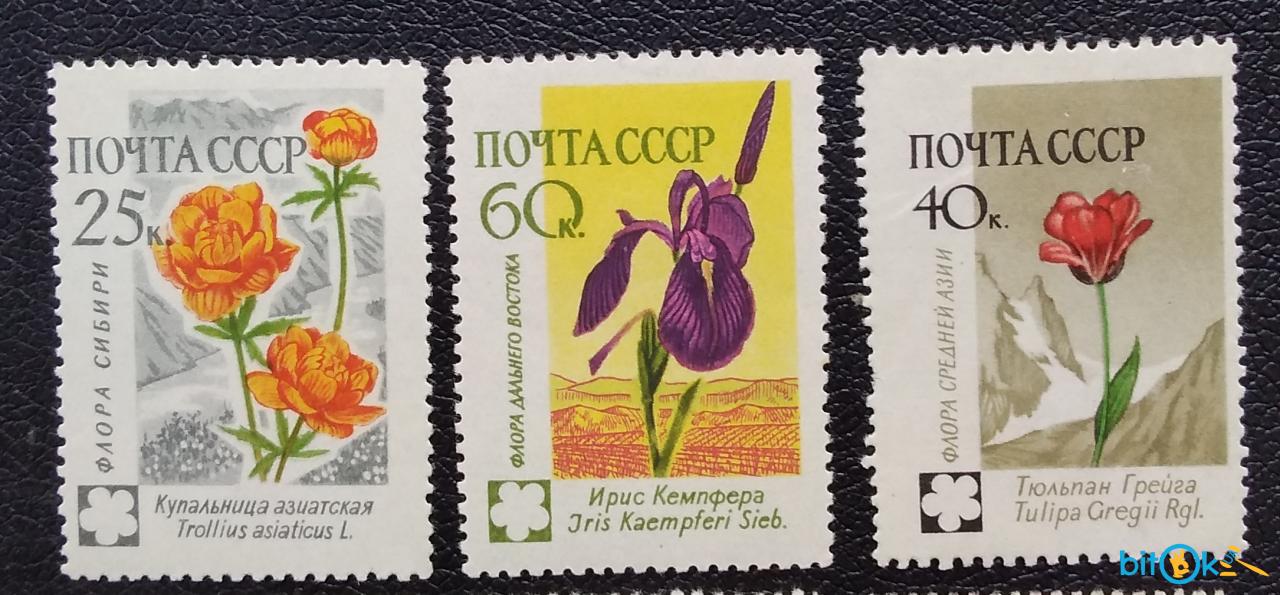 ПОЧТА СССР
25к.
ФЛОРА СИБИРИ
Купальница азиатская
Trollius asiaticus L.
ПОЧТА СССР
60к.
ФЛОРА ДАЛЬНЕГО ВОСТОКА
Ирис Кемпфера
Iris Kaempferi Sieb.
ПОЧТА СССР
40к.
ФЛОРА СРЕДНЕЙ АЗИИ
Тюльпан Грейга
Tulipa Gregii Rgl.
bitok